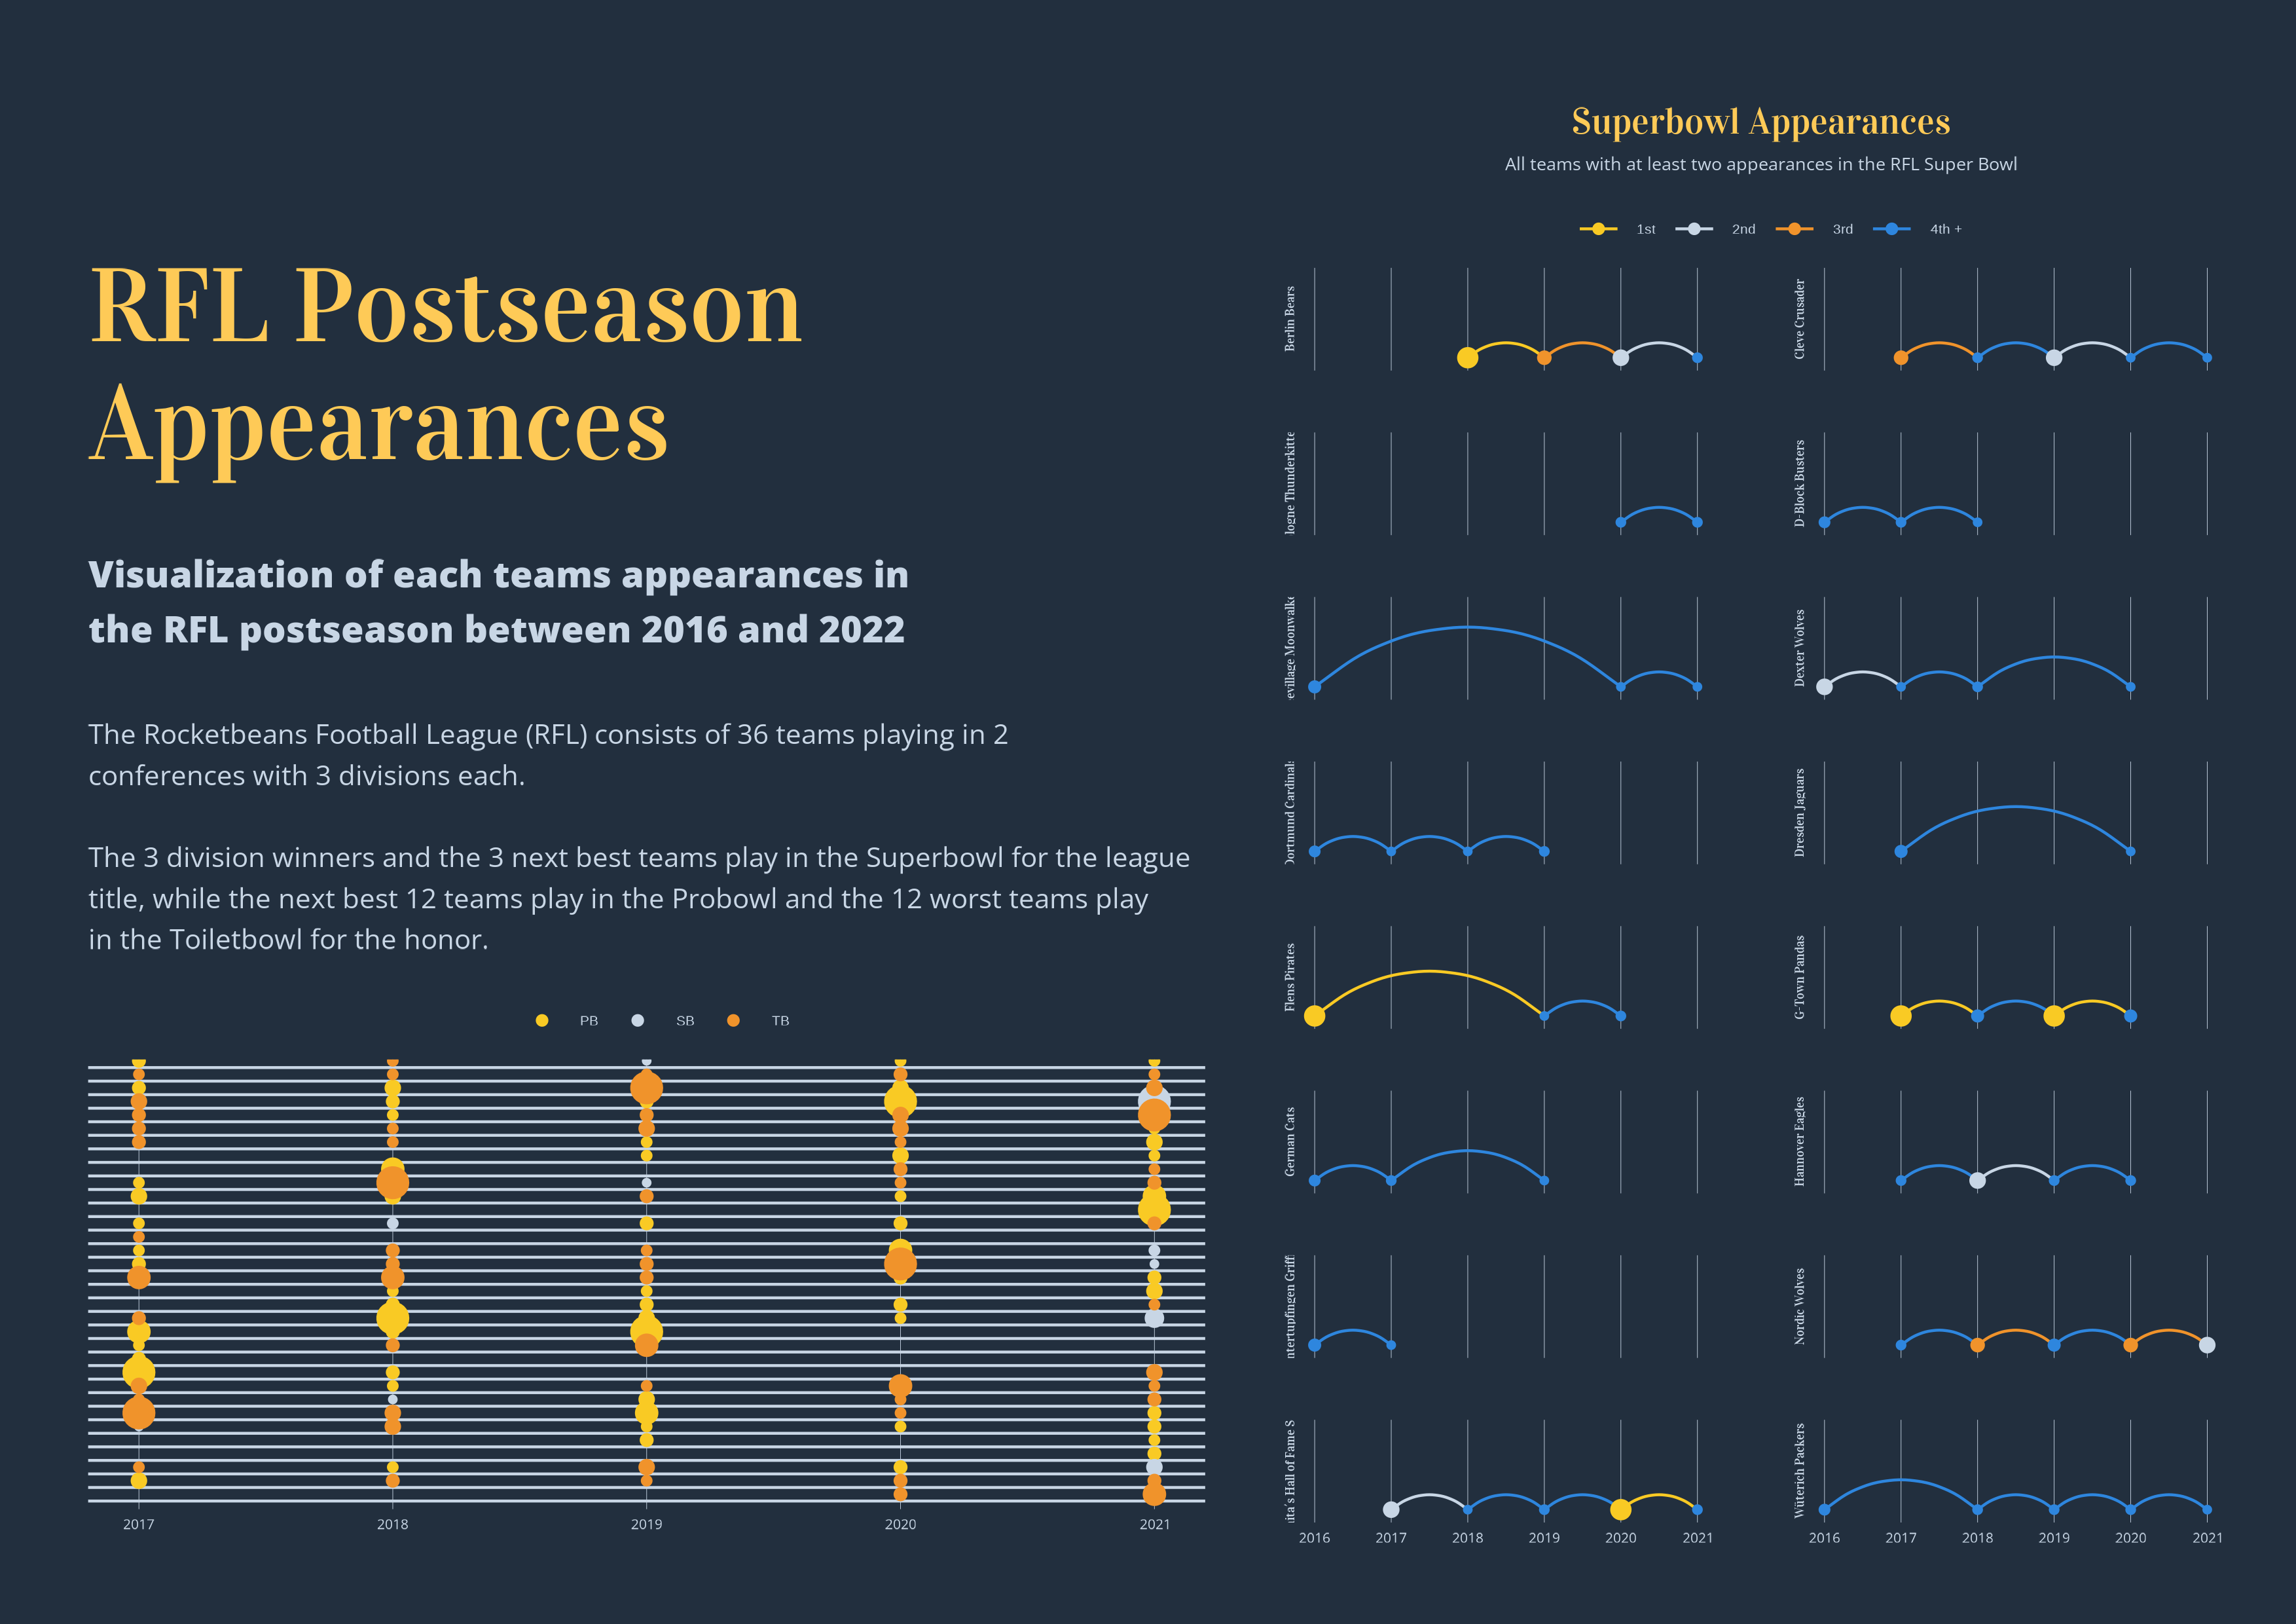 RFL Postseason
Appearances
Visualization of each teams appearances in
the RFL postseason between 2016 and 2022
The Rocketbeans Football League (RFL) consists of 36 teams playing in 2
conferences with 3 divisions each.
The 3 division winners and the 3 next best teams play in the Superbowl for the league
title, while the next best 12 teams play in the Probowl and the 12 worst teams play
in the Toiletbowl for the honor.
PB SB TB
2017 2018 2019 2020 2021
Superbowl Appearances
All teams with at least two appearances in the RFL Super Bowl
1st 2nd 3rd 4th +
Berlin Bears
Cleve Crusader
logne Thunderkitte
D-Block Busters
evillage Moonwalke
Dexter Wolves
Dortmund Cardinals
Dresden Jaguars
Flens Pirates
G-Town Pandas
German Cats
Hannover Eagles
ntertupfingen Griffi
Nordic Wolves
ita's Hall of Fame S
Wüterich Packers
2016 2017 2018 2019 2020 2021
2016 2017 2018 2019 2020 2021